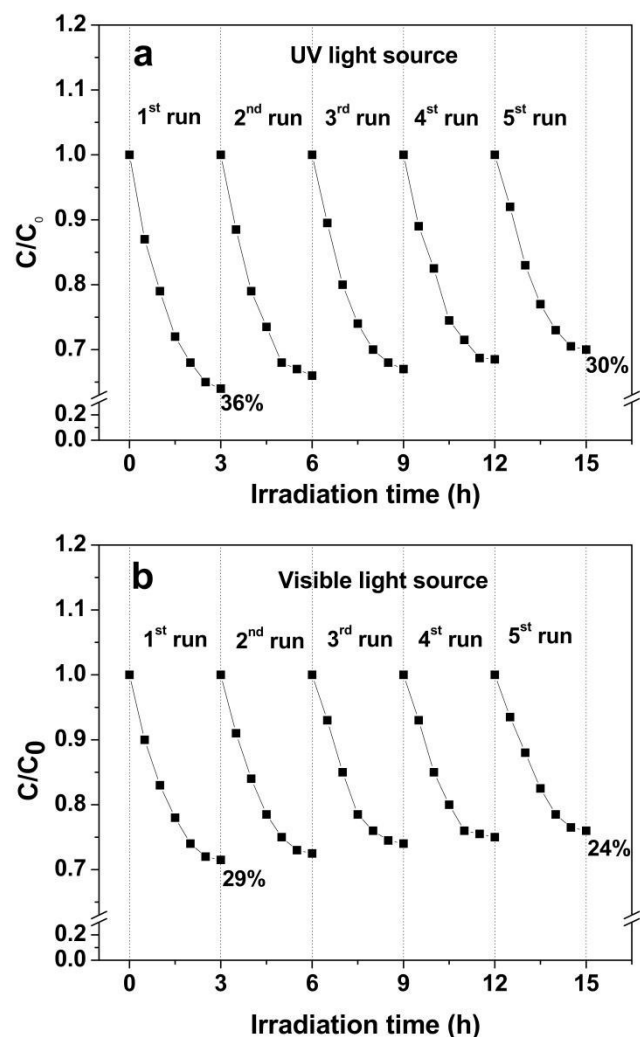 a
UV light source
1st run 2nd run 3rd run 4st run 5st run
1.2
1.1
1.0
0.9
0.8
0.7
0.2
0.0
C/C0
36%
30%
0 3 6 9 12 15
Irradiation time (h)
b
Visible light source
1st run 2nd run 3rd run 4st run 5st run
1.2
1.1
1.0
0.9
0.8
0.7
0.2
0.0
C/C0
29%
24%
0 3 6 9 12 15
Irradiation time (h)